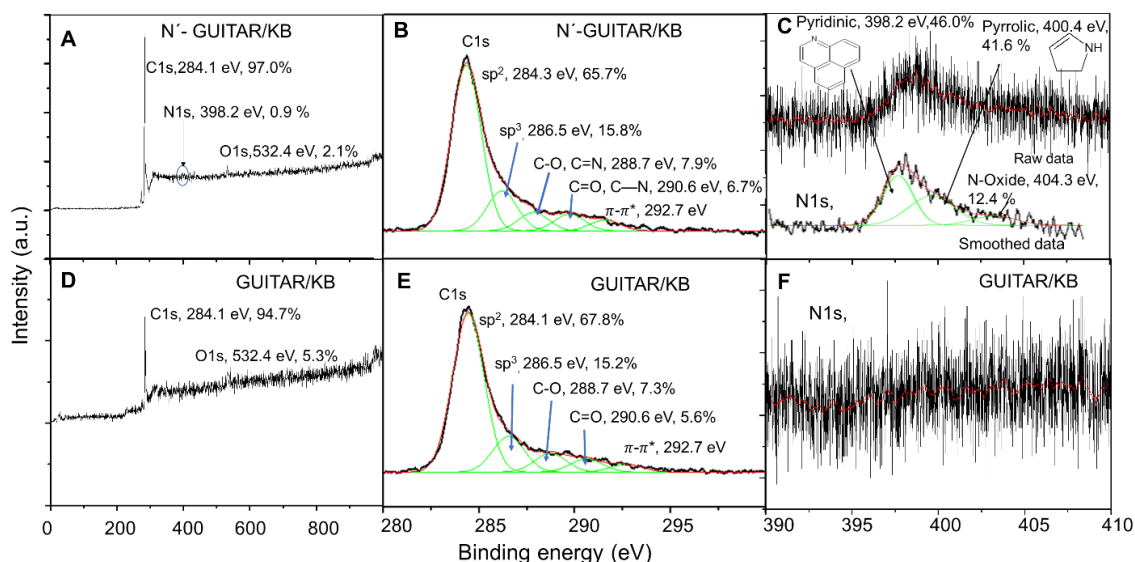 A
N´- GUITAR/KB
C1s,284.1 eV, 97.0%
N1s, 398.2 eV, 0.9 %
O1s,532.4 eV, 2.1%
B
C1s
N´-GUITAR/KB
sp², 284.3 eV, 65.7%
sp³, 286.5 eV, 15.8%
C-O, C=N, 288.7 eV, 7.9%
C=O, C—N, 290.6 eV, 6.7%
π-π*, 292.7 eV
C
Pyridinic, 398.2 eV,46.0%
N
Pyrrolic, 400.4 eV,
41.6 %
NH
Raw data
N-Oxide, 404.3 eV,
12.4 %
N1s,
Smoothed data
D
GUITAR/KB
C1s, 284.1 eV, 94.7%
O1s, 532.4 eV, 5.3%
E
GUITAR/KB
C1s
sp², 284.1 eV, 67.8%
sp³, 286.5 eV, 15.2%
C-O, 288.7 eV, 7.3%
C=O, 290.6 eV, 5.6%
π-π*, 292.7 eV
F
GUITAR/KB
N1s,
Intensity (a.u.)
0 200 400 600 800
280 285 290 295
390 395 400 405 410
390 395 400 405 410
Binding energy (eV)